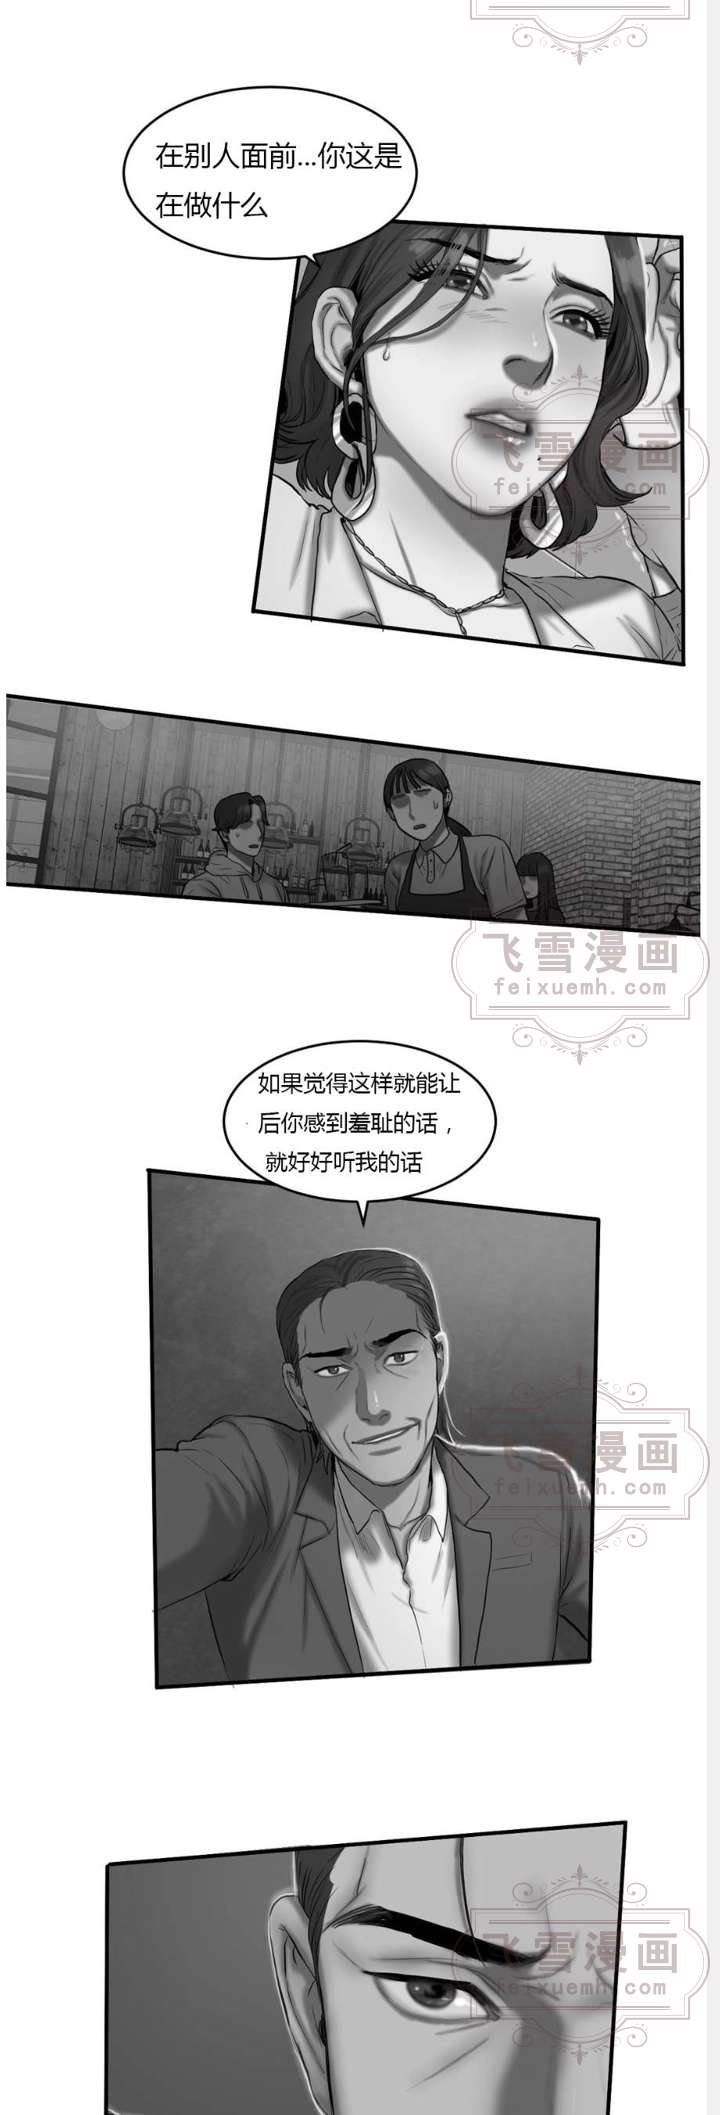 在别人面前...你这是
在做什么
飞雪漫画
feixuemh.com
飞雪漫画
feixuemh.com
如果觉得这样就能让
后你感到羞耻的话，
就好好听我的话
飞雪漫画
feixuemh.com
飞雪漫画
feixuemh.com